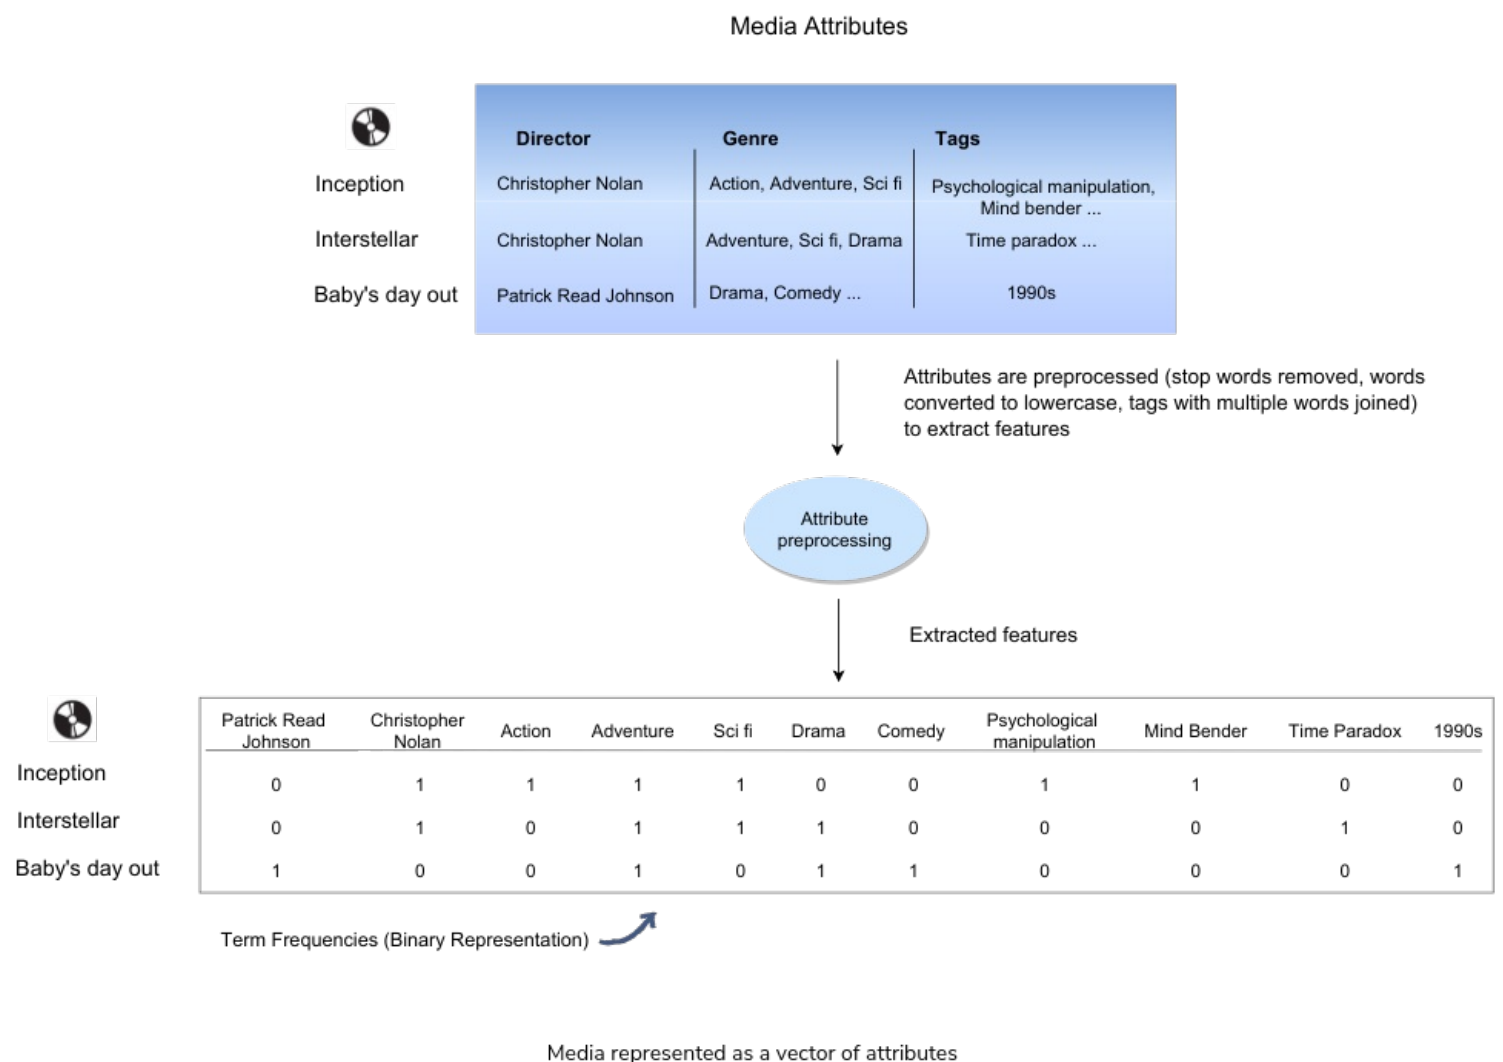 Media Attributes
Director Genre Tags
Inception Christopher Nolan Action, Adventure, Sci fi Psychological manipulation,
Mind bender ...
Interstellar Christopher Nolan Adventure, Sci fi, Drama Time paradox ...
Baby's day out Patrick Read Johnson Drama, Comedy ... 1990s
Attributes are preprocessed (stop words removed, words
converted to lowercase, tags with multiple words joined)
to extract features
Attribute
preprocessing
Extracted features
Patrick Read Christopher Action Adventure Sci fi Drama Comedy Psychological Mind Bender Time Paradox 1990s
Johnson Nolan manipulation
Inception 0 1 1 1 1 0 0 1 1 0 0
Interstellar 0 1 0 1 1 1 0 0 0 1 0
Baby's day out 1 0 0 1 0 1 1 0 0 0 1
Term Frequencies (Binary Representation)
Media represented as a vector of attributes